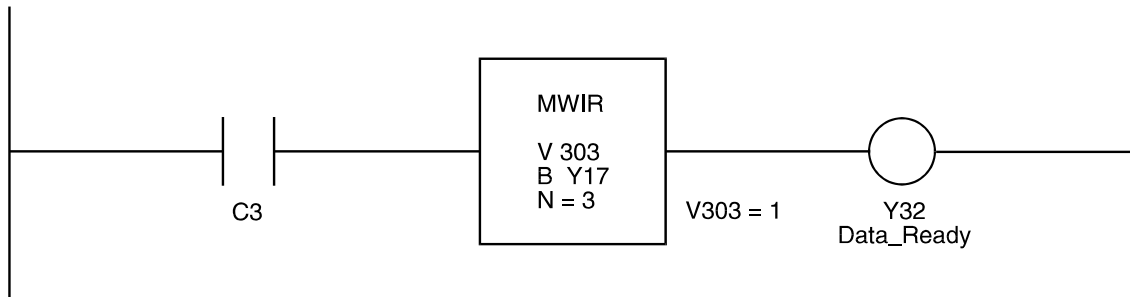 MWIR
V 303
B Y17
N = 3
C3
V303 = 1
Y32
Data_Ready